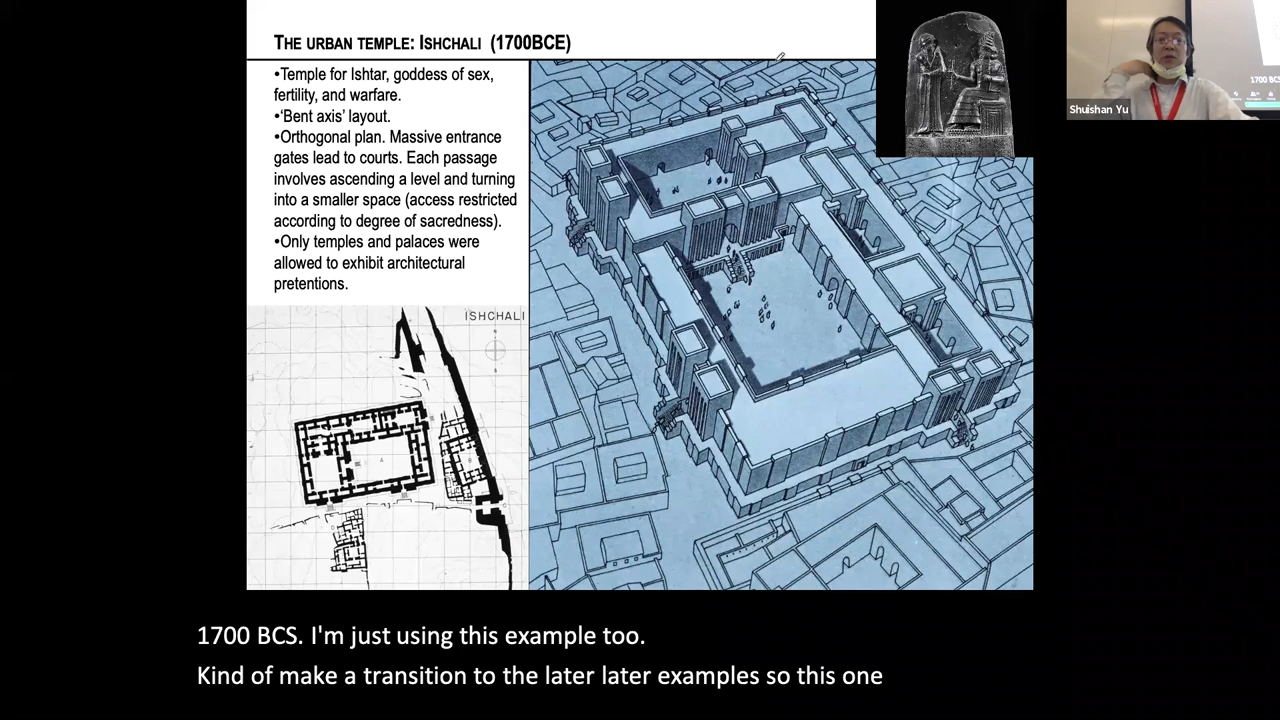 THE URBAN TEMPLE: ISHCHALI (1700BCE)
•Temple for Ishtar, goddess of sex,
fertility, and warfare.
•‘Bent axis’ layout.
•Orthogonal plan. Massive entrance
gates lead to courts. Each passage
involves ascending a level and turning
into a smaller space (access restricted
according to degree of sacredness).
•Only temples and palaces were
allowed to exhibit architectural
pretentions.
ISHCHALI
Shuishan Yu
1700 BCS
1700 BCS. I'm just using this example too.
Kind of make a transition to the later later examples so this one